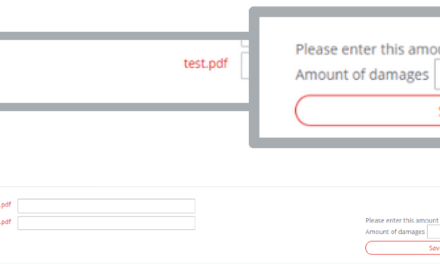 Please enter this amou
test.pdf
Amount of damages
S
.pdf
.pdf
Please enter this amount
Amount of damages
Sav